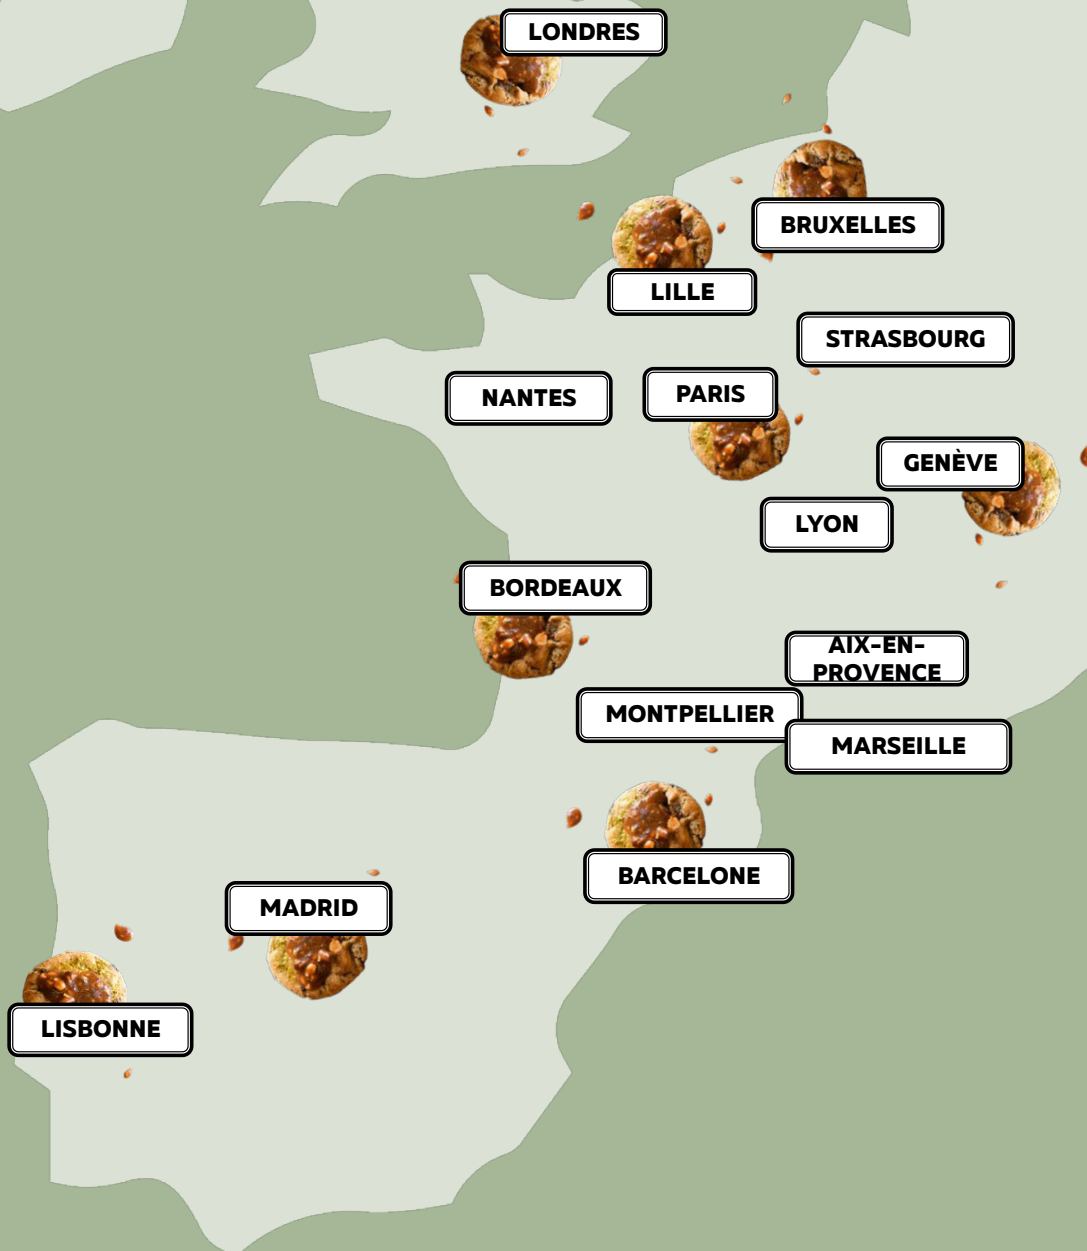 LONDRES
BRUXELLES
LILLE
STRASBOURG
NANTES
PARIS
GENÈVE
LYON
BORDEAUX
AIX-EN-
PROVENCE
MONTPELLIER
MARSEILLE
BARCELONE
MADRID
LISBONNE